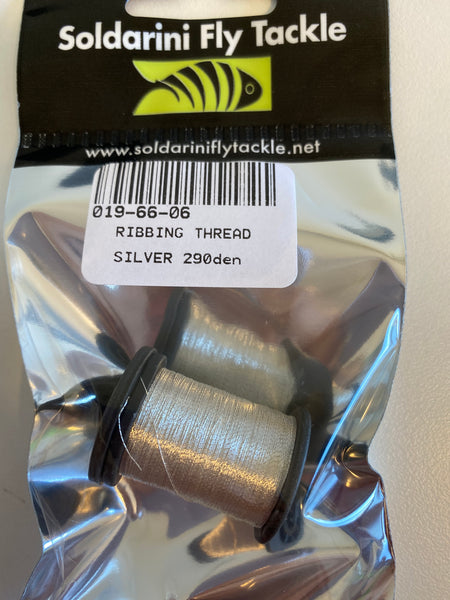 Soldarini Fly Tackle
www.soldariniflytackle.net
019-66-06
RIBBING THREAD
SILVER 290den